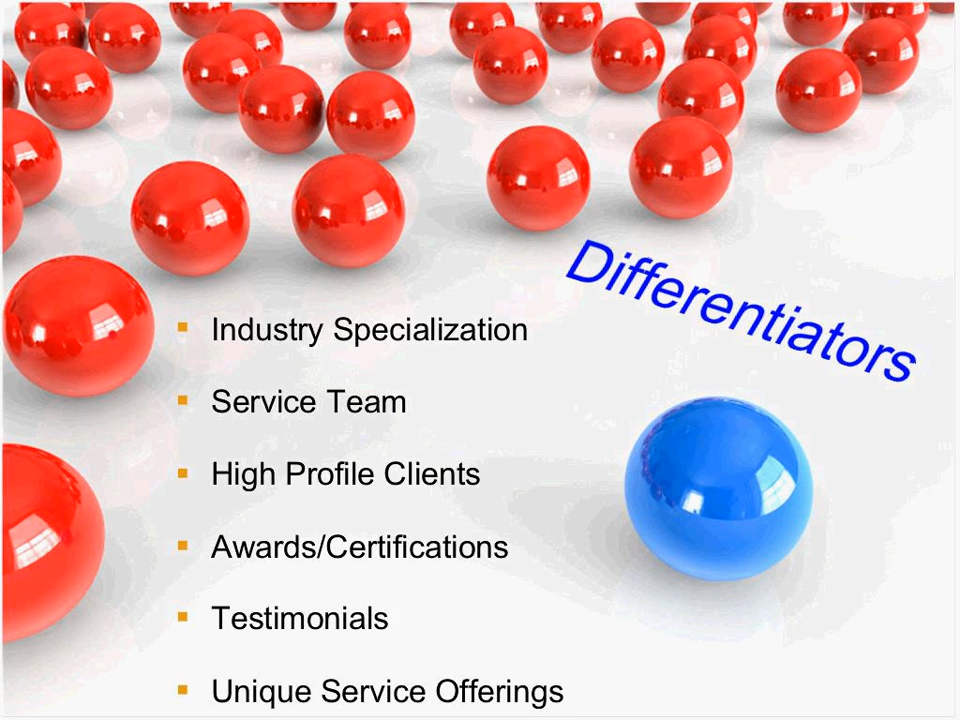 Differentiators
Industry Specialization
Service Team
High Profile Clients
Awards/Certifications
Testimonials
Unique Service Offerings